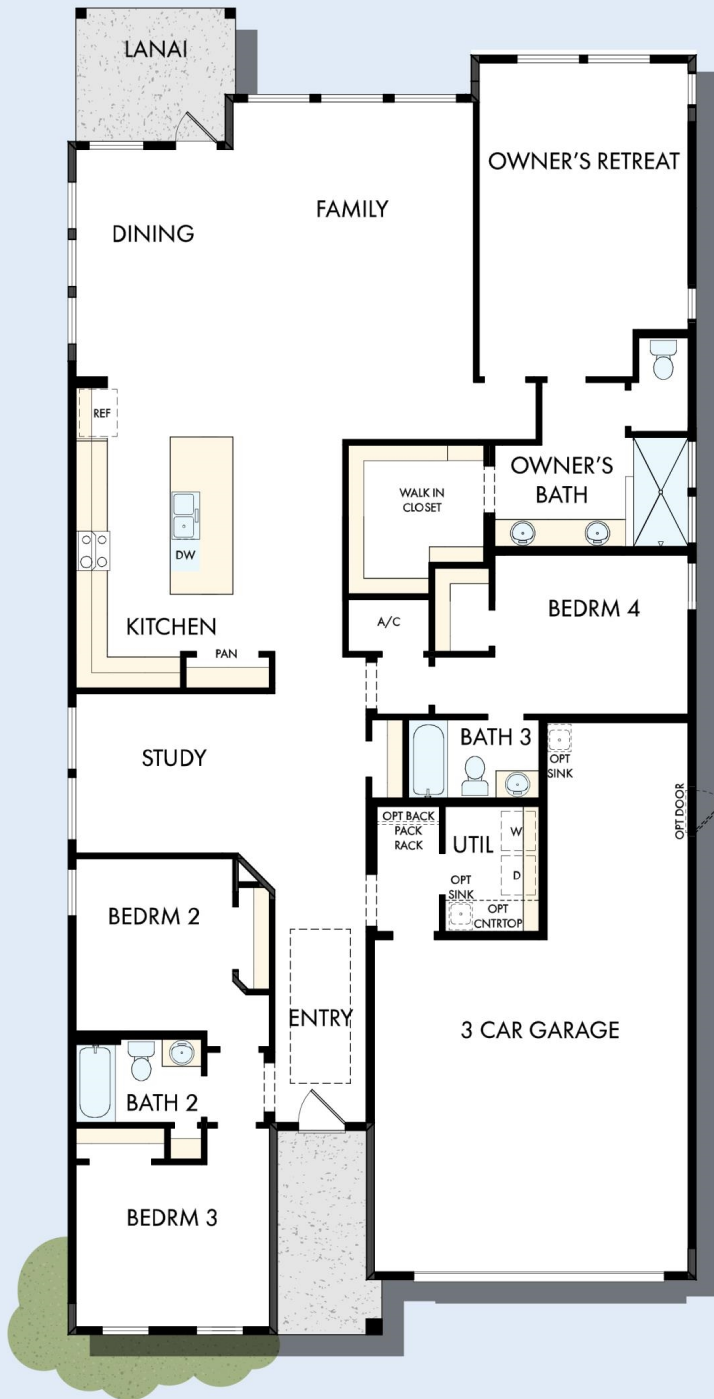 LANAI
OWNER'S RETREAT
FAMILY
DINING
REF
WALK IN
CLOSET
OWNER'S
BATH
DW
KITCHEN
PAN
A/C
BEDRM 4
STUDY
BATH 3
OPT
SINK
OPT DOOR
OPT BACK
PACK
RACK
UTIL
W
D
OPT
SINK
OPT
CNTRTOP
BEDRM 2
ENTRY
3 CAR GARAGE
BATH 2
BEDRM 3